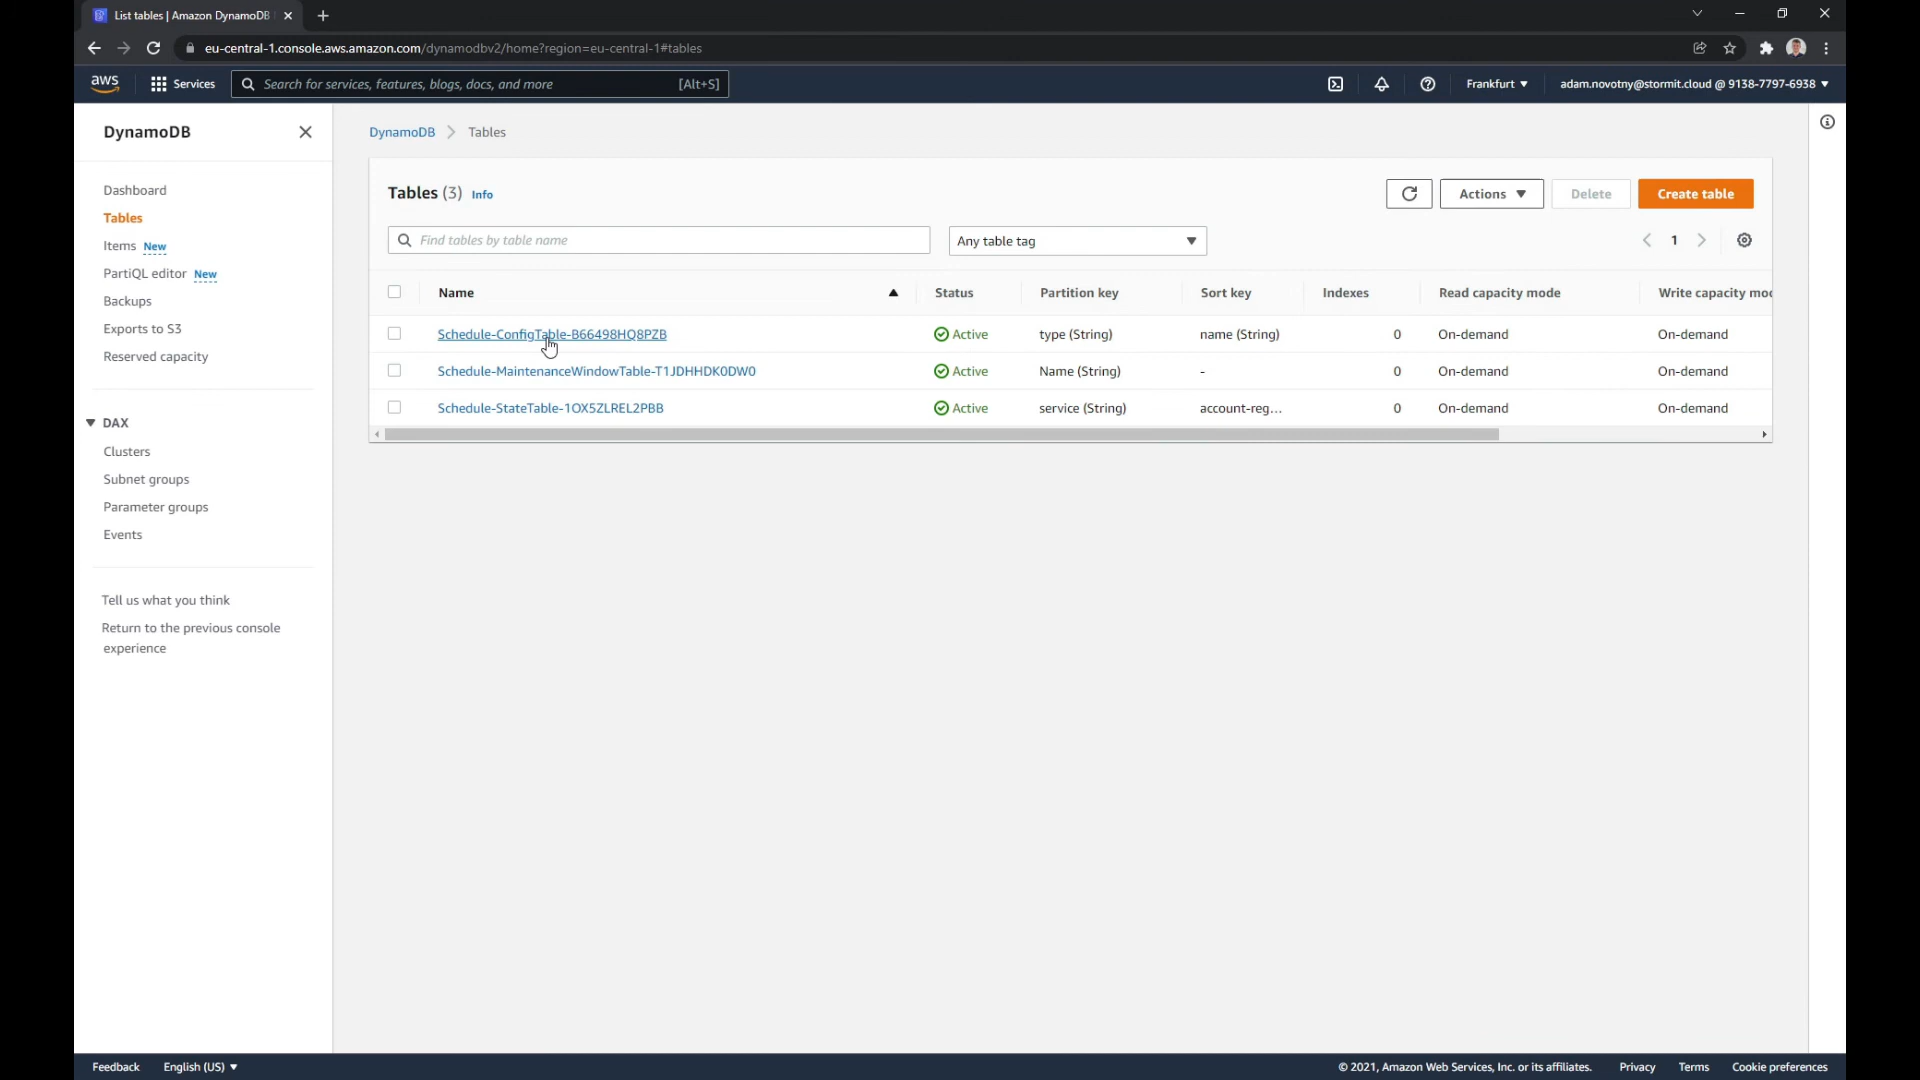 List tables | Amazon DynamoDB
eu-central-1.console.aws.amazon.com/dynamodbv2/home?region=eu-central-1#tables
aws
Services
Search for services, features, blogs, docs, and more
[Alt+S]
Frankfurt
adam.novotny@stormit.cloud @ 9138-7797-6938
DynamoDB
Dashboard
Tables
Items New
PartiQL editor New
Backups
Exports to S3
Reserved capacity
DAX
Clusters
Subnet groups
Parameter groups
Events
Tell us what you think
Return to the previous console
experience
DynamoDB > Tables
Tables (3) Info
Actions
Delete
Create table
Find tables by table name
Any table tag
1
Name Status Partition key Sort key Indexes Read capacity mode Write capacity mo
Schedule-ConfigTable-B66498HQ8PZB Active type (String) name (String) 0 On-demand On-demand
Schedule-MaintenanceWindowTable-T1JDHHDK0DW0 Active Name (String) - 0 On-demand On-demand
Schedule-StateTable-1OX5ZLREL2PBB Active service (String) account-reg... 0 On-demand On-demand
Feedback
English (US)
© 2021, Amazon Web Services, Inc. or its affiliates.
Privacy
Terms
Cookie preferences